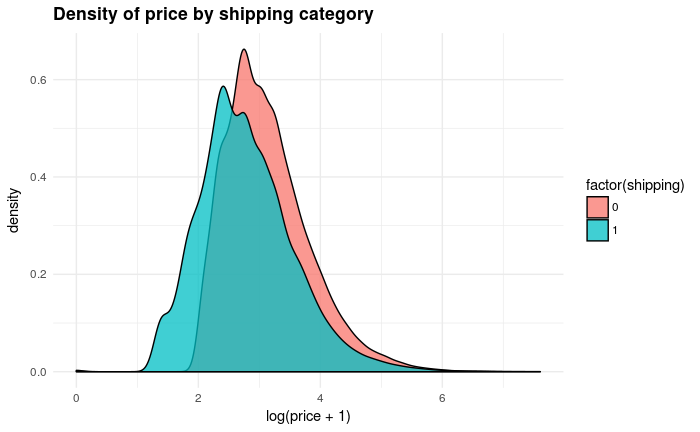 Density of price by shipping category
density
0.6
0.4
0.2
0.0
0
2
4
6
log(price + 1)
factor(shipping)
0
1